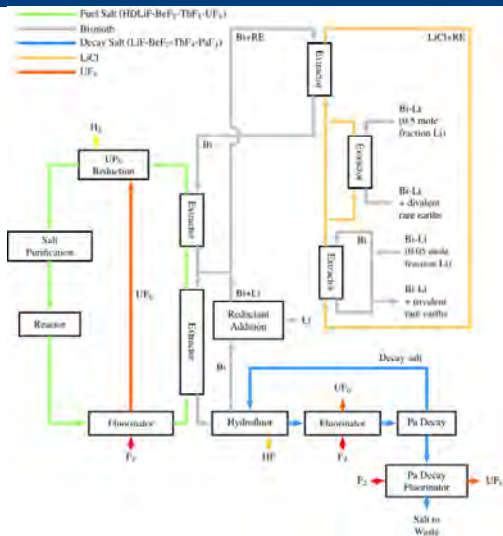 Fuel Salt (HDLiF-BeF₂-ThF₄-UF₄)
Bismuth
Decay Salt (LiF-BeF₂-ThF₄-PaF₄)
LiCl
UF₆
Bi+RE
LiCl+RE
Extractor
H₂
Bi
Bi-Li
(0.5 mole
fraction Li)
UF₆
Reduction
Extractor
Extractor
Bi-Li
+ divalent
rare earths
Salt
Purification
Bi
Bi-Li
(0.05 mole
fraction Li)
Extractor
UF₆
Bi+Li
Bi-Li
+ trivalent
rare earths
Reactor
Extractor
Reductant
Addition
Li
Bi
Decay salt
UF₆
Fluorinator
Hydrofluor
Fluorinator
Pa Decay
F₂
HF
F₂
F₂
Pa Decay
Fluorinator
UF₆
Salt to
Waste